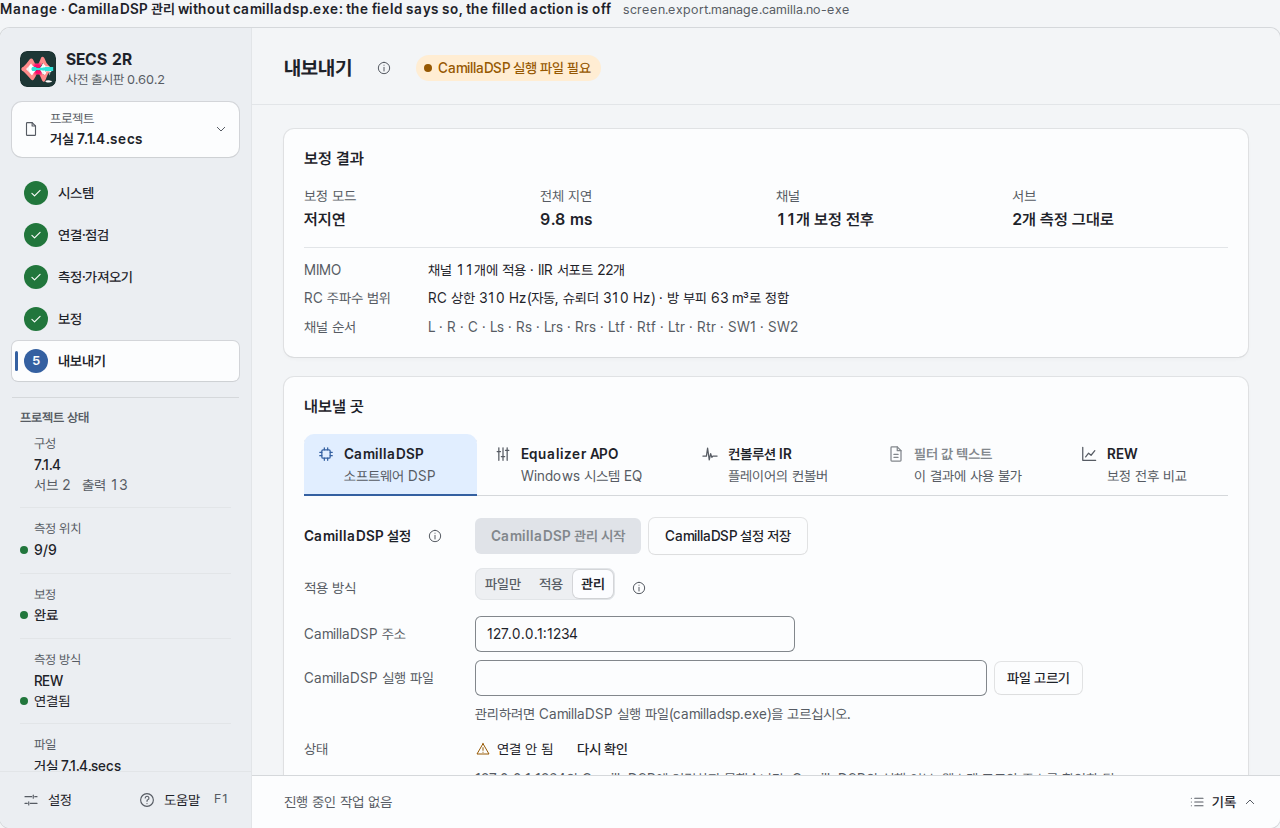 Manage · CamillaDSP 관리 without camilladsp.exe: the field says so, the filled action is off screen.export.manage.camilla.no-exe
SECS 2R
사전 출시판 0.60.2
프로젝트
거실 7.1.4.secs
시스템
연결·점검
측정·가져오기
보정
5 내보내기
프로젝트 상태
구성
7.1.4
서브 2 출력 13
측정 위치
9/9
보정
완료
측정 방식
REW
연결됨
파일
거실 7.1.4.secs
설정
도움말 F1
내보내기
CamillaDSP 실행 파일 필요
보정 결과
보정 모드
저지연
전체 지연
9.8 ms
채널
11개 보정 전후
서브
2개 측정 그대로
MIMO 채널 11개에 적용 · IIR 서포트 22개
RC 주파수 범위 RC 상한 310 Hz(자동, 슈뢰더 310 Hz) · 방 부피 63 m³로 정함
채널 순서 L · R · C · Ls · Rs · Lrs · Rrs · Ltf · Rtf · Ltr · Rtr · SW1 · SW2
내보낼 곳
CamillaDSP
소프트웨어 DSP
Equalizer APO
Windows 시스템 EQ
컨볼루션 IR
플레이어의 컨볼버
필터 값 텍스트
이 결과에 사용 불가
REW
보정 전후 비교
CamillaDSP 설정 CamillaDSP 관리 시작 CamillaDSP 설정 저장
적용 방식 파일만 적용 관리
CamillaDSP 주소 127.0.0.1:1234
CamillaDSP 실행 파일 파일 고르기
관리하려면 CamillaDSP 실행 파일(camilladsp.exe)을 고르십시오.
상태 연결 안 됨 다시 확인
진행 중인 작업 없음
기록